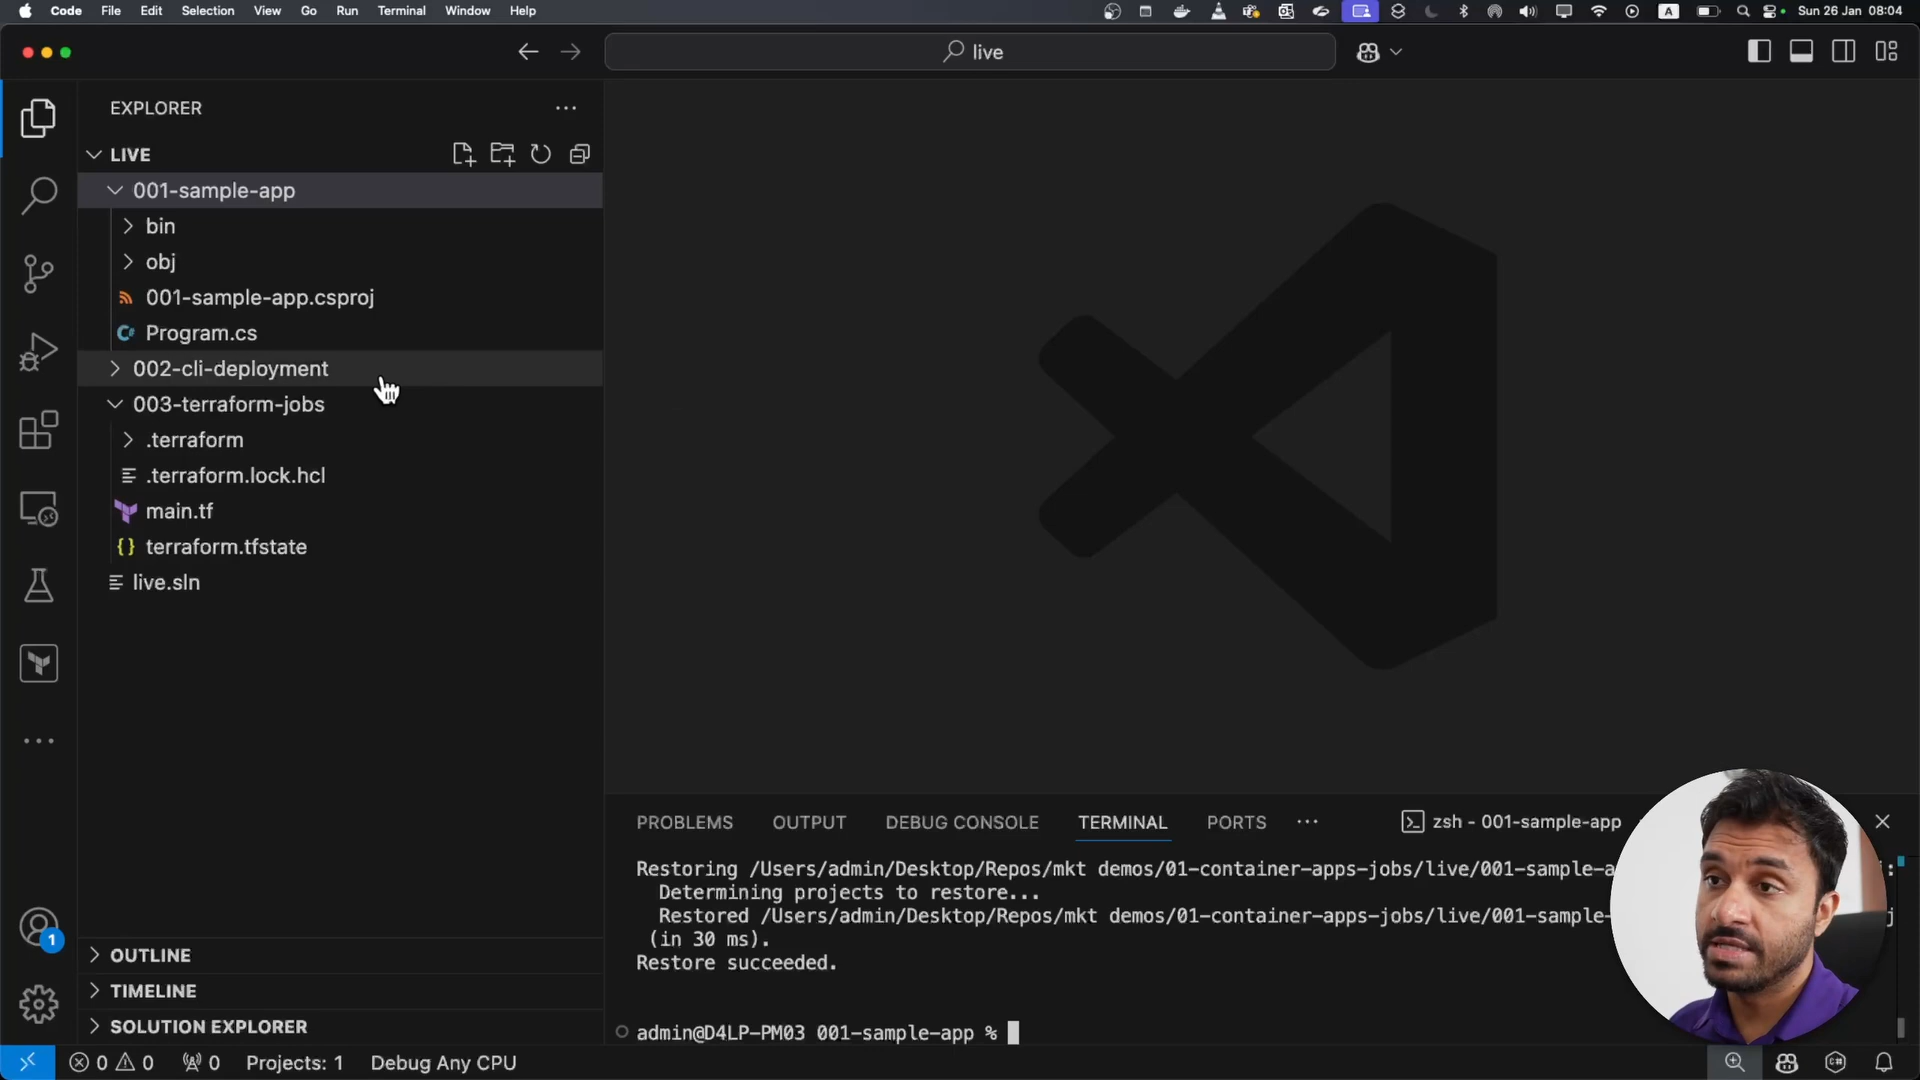 Code File Edit Selection View Go Run Terminal Window Help
A
Sun 26 Jan 08:04
live
EXPLORER
LIVE
001-sample-app
bin
obj
001-sample-app.csproj
C# Program.cs
002-cli-deployment
003-terraform-jobs
.terraform
.terraform.lock.hcl
main.tf
{} terraform.tfstate
live.sln
OUTLINE
TIMELINE
SOLUTION EXPLORER
1
PROBLEMS OUTPUT DEBUG CONSOLE TERMINAL PORTS
zsh - 001-sample-app
Restoring /Users/admin/Desktop/Repos/mkt demos/01-container-apps-jobs/live/001-sample-a
Determining projects to restore...
Restored /Users/admin/Desktop/Repos/mkt demos/01-container-apps-jobs/live/001-sample-
(in 30 ms).
Restore succeeded.
admin@D4LP-PM03 001-sample-app %
0 0 0 Projects: 1 Debug Any CPU